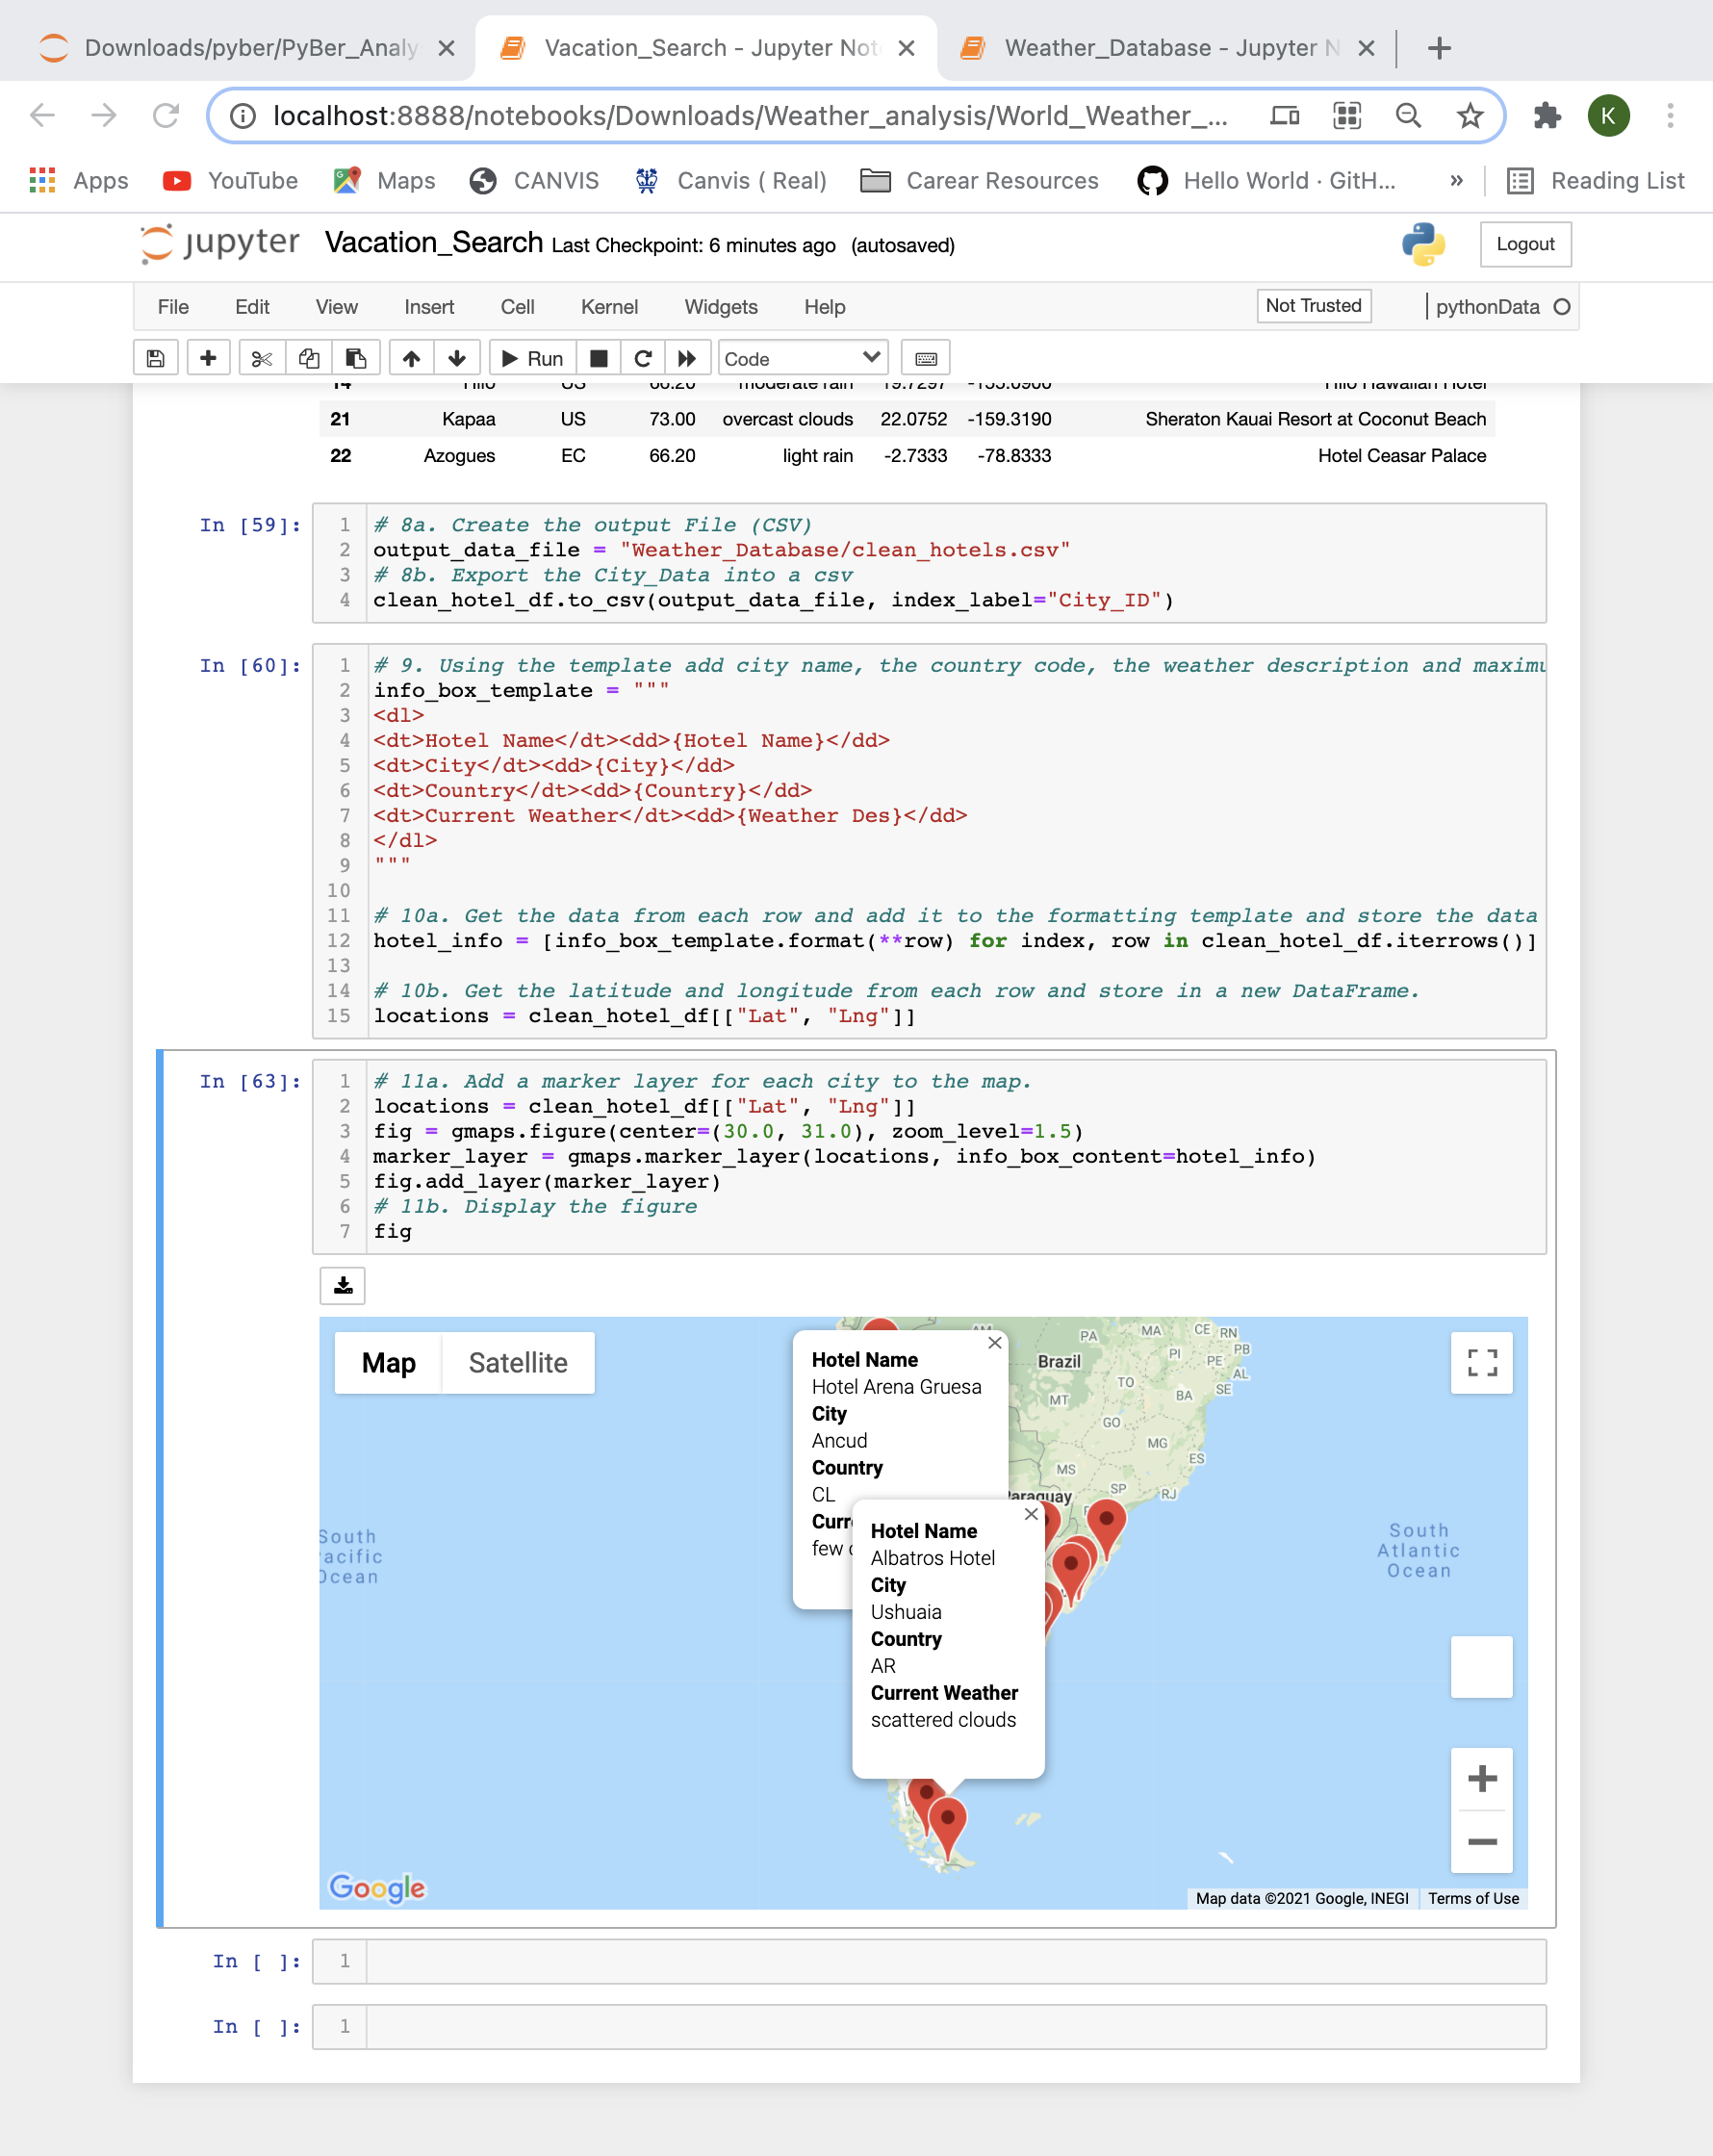 Downloads/pyber/PyBer_Analy
Vacation_Search - Jupyter Not
Weather_Database - Jupyter N
localhost:8888/notebooks/Downloads/Weather_analysis/World_Weather_...
K
Apps YouTube Maps CANVIS Canvis ( Real) Carear Resources Hello World · GitH... » Reading List
jupyter Vacation_Search Last Checkpoint: 6 minutes ago (autosaved) Logout
File Edit View Insert Cell Kernel Widgets Help Not Trusted pythonData
Run Code
21 Kapaa US 73.00 overcast clouds 22.0752 -159.3190 Sheraton Kauai Resort at Coconut Beach
22 Azogues EC 66.20 light rain -2.7333 -78.8333 Hotel Ceasar Palace
In [59]:
1 # 8a. Create the output File (CSV)
2 output_data_file = "Weather_Database/clean_hotels.csv"
3 # 8b. Export the City_Data into a csv
4 clean_hotel_df.to_csv(output_data_file, index_label="City_ID")
In [60]:
1 # 9. Using the template add city name, the country code, the weather description and maximu
2 info_box_template = """
3 <dl>
4 <dt>Hotel Name</dt><dd>{Hotel Name}</dd>
5 <dt>City</dt><dd>{City}</dd>
6 <dt>Country</dt><dd>{Country}</dd>
7 <dt>Current Weather</dt><dd>{Weather Des}</dd>
8 </dl>
9 """
10
11 # 10a. Get the data from each row and add it to the formatting template and store the data
12 hotel_info = [info_box_template.format(**row) for index, row in clean_hotel_df.iterrows()]
13
14 # 10b. Get the latitude and longitude from each row and store in a new DataFrame.
15 locations = clean_hotel_df[["Lat", "Lng"]]
In [63]:
1 # 11a. Add a marker layer for each city to the map.
2 locations = clean_hotel_df[["Lat", "Lng"]]
3 fig = gmaps.figure(center=(30.0, 31.0), zoom_level=1.5)
4 marker_layer = gmaps.marker_layer(locations, info_box_content=hotel_info)
5 fig.add_layer(marker_layer)
6 # 11b. Display the figure
7 fig
Map Satellite
Hotel Name
Hotel Arena Gruesa
City
Ancud
Country
CL
few
Hotel Name
Albatros Hotel
City
Ushuaia
Country
AR
Current Weather
scattered clouds
PA MA CE RN
Brazil PI PE PB
TO AL
MT BA SE
GO
MG
ES
MS
SP
RJ
South
Ocean
South
Atlantic
Ocean
Google
Map data ©2021 Google, INEGI Terms of Use
In [ ]: 1
In [ ]: 1